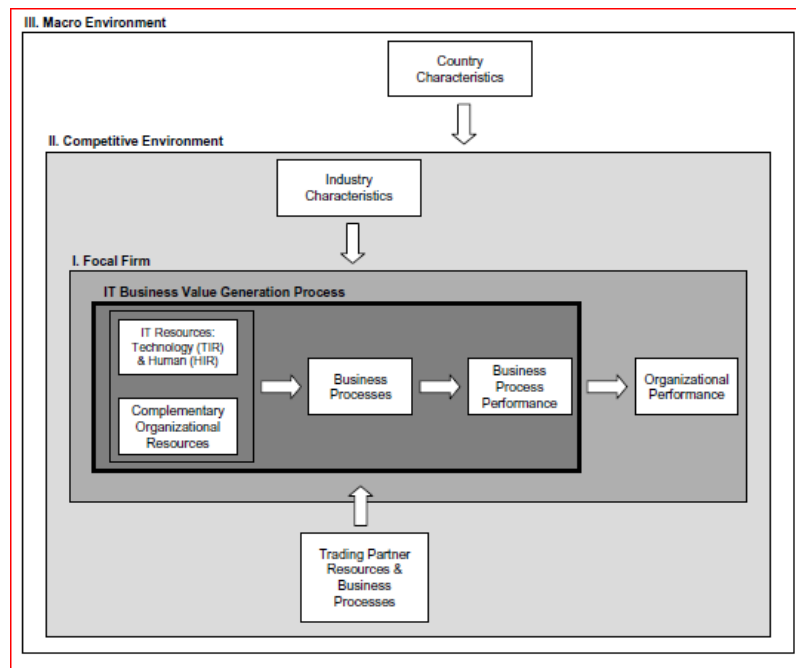 III. Macro Environment
Country
Characteristics
II. Competitive Environment
Industry
Characteristics
I. Focal Firm
IT Business Value Generation Process
IT Resources:
Technology (TIR)
& Human (HIR)
Complementary
Organizational
Resources
Business
Processes
Business
Process
Performance
Organizational
Performance
Trading Partner
Resources &
Business
Processes